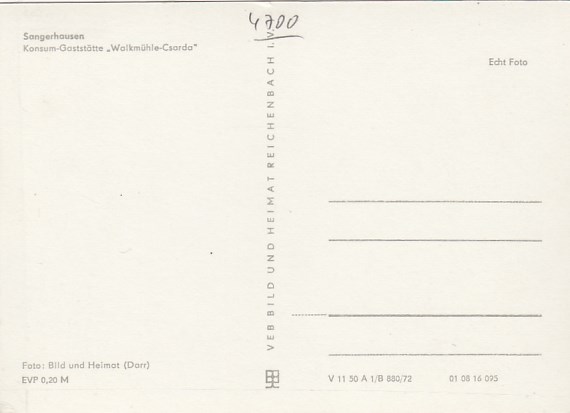 4700
Sangerhausen
Konsum-Gaststätte „Walkmühle-Csarda"
Echt Foto
VEB BILD UND HEIMAT REICHENBACH I.V.
Foto: Bild und Heimat (Darr)
EVP 0,20 M
V 11 50 A 1/B 880/72 01 08 16 095